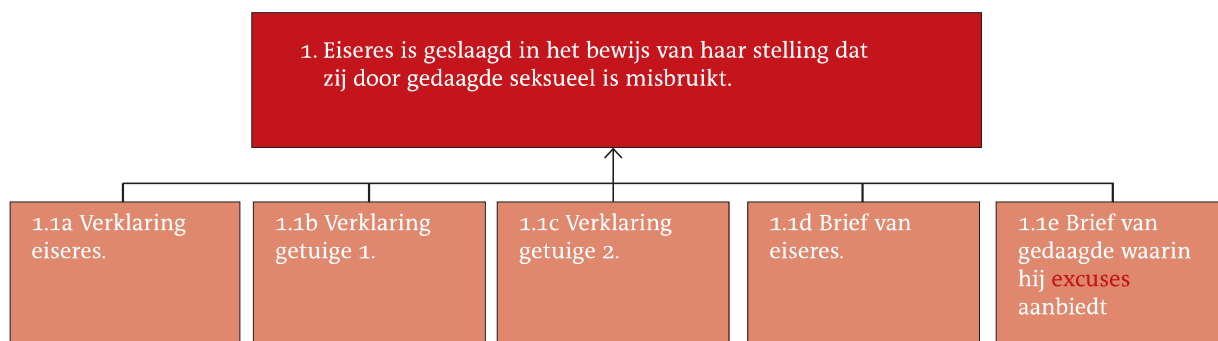 1. Eiseres is geslaagd in het bewijs van haar stelling dat
zij door gedaagde seksueel is misbruikt.
1.1a Verklaring
eiseres.
1.1b Verklaring
getuige 1.
1.1c Verklaring
getuige 2.
1.1d Brief van
eiseres.
1.1e Brief van
gedaagde waarin
hij excuses
aanbiedt